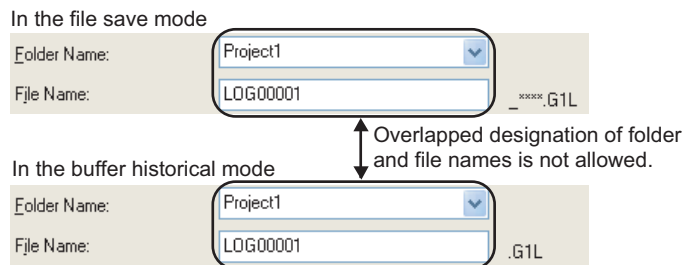 In the file save mode
Folder Name: Project1
File Name: LOG00001 _****.G1L
Overlapped designation of folder
and file names is not allowed.
In the buffer historical mode
Folder Name: Project1
File Name: LOG00001 .G1L